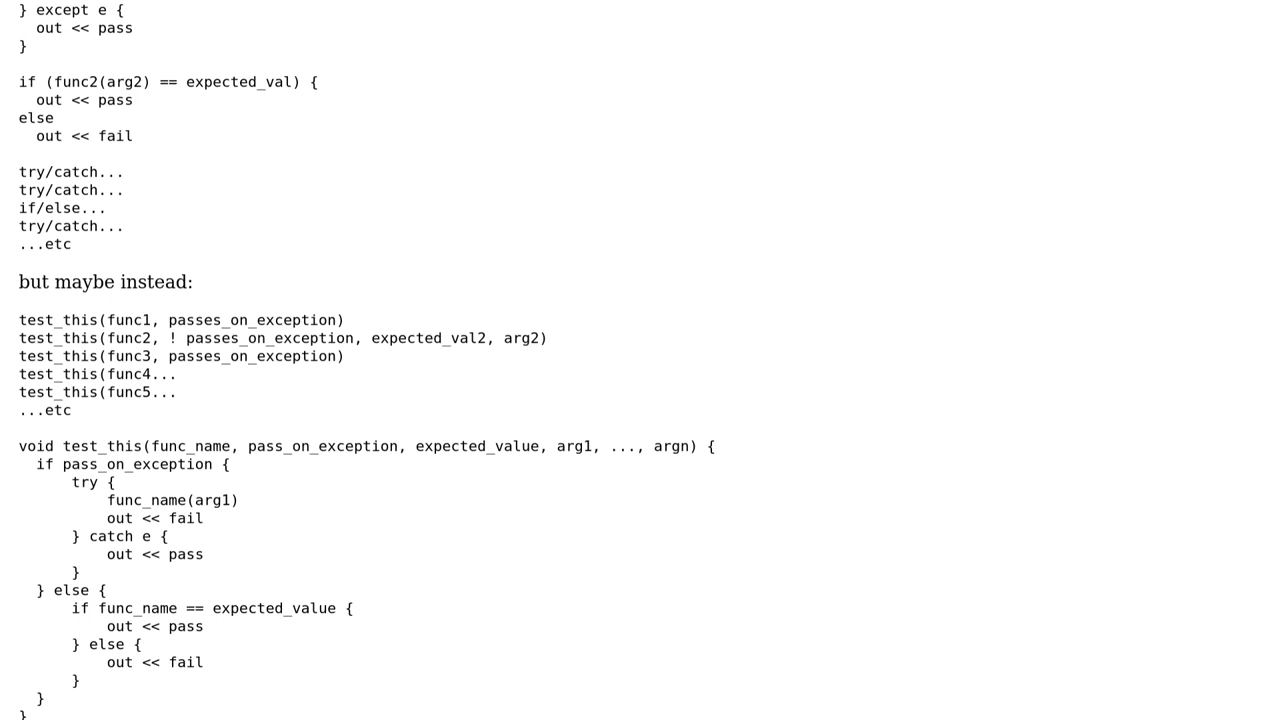 } except e {
  out << pass
}

if (func2(arg2) == expected_val) {
  out << pass
else
  out << fail

try/catch...
try/catch...
if/else...
try/catch...
...etc

but maybe instead:

test_this(func1, passes_on_exception)
test_this(func2, ! passes_on_exception, expected_val2, arg2)
test_this(func3, passes_on_exception)
test_this(func4...
test_this(func5...
...etc

void test_this(func_name, pass_on_exception, expected_value, arg1, ..., argn) {
  if pass_on_exception {
      try {
          func_name(arg1)
          out << fail
      } catch e {
          out << pass
      }
  } else {
      if func_name == expected_value {
          out << pass
      } else {
          out << fail
      }
  }
}